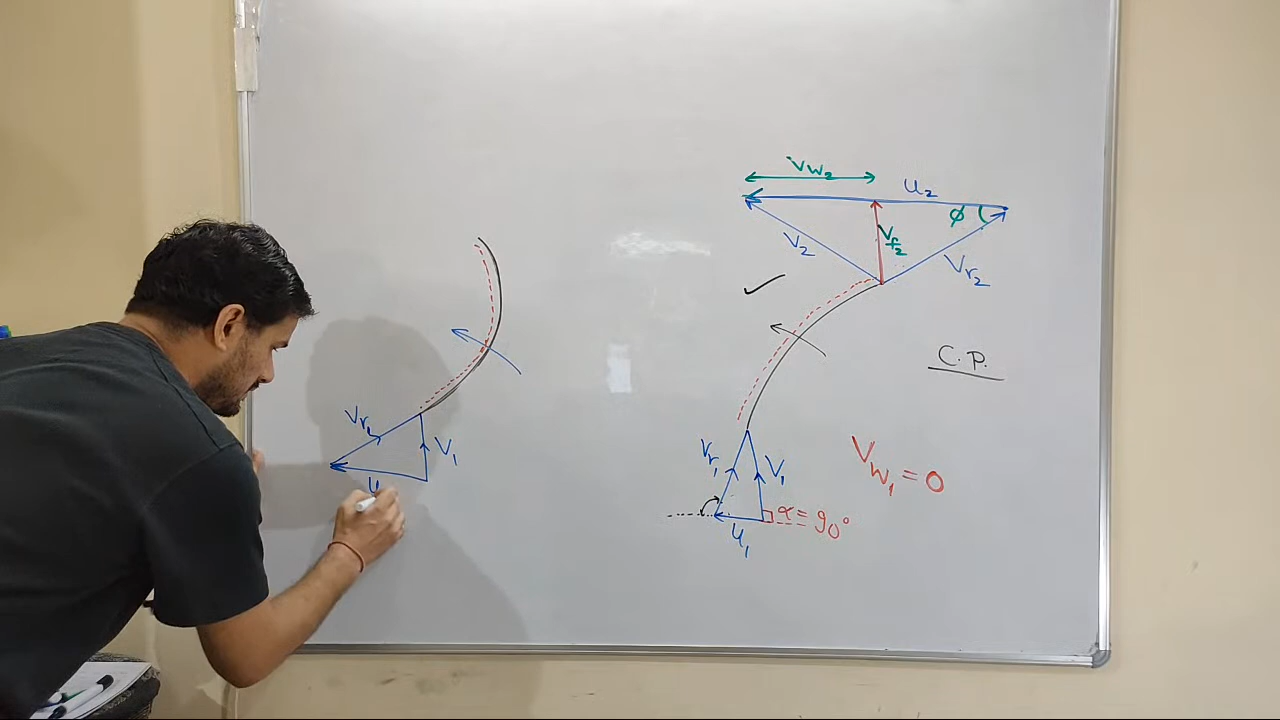 Vr₁
V₁
u
Vw₂
u₂
ϕ
Vf₂
V₂
Vr₂
C.P.
Vr₁
V₁
u₁
α = 90°
Vw₁ = 0